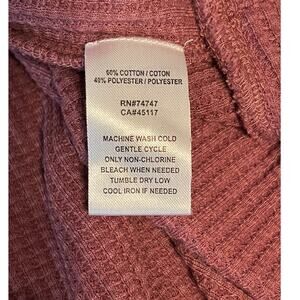 60% COTTON / COTON
40% POLYESTER / POLYESTER
RN#74747
CA#45117
MACHINE WASH COLD
GENTLE CYCLE
ONLY NON-CHLORINE
BLEACH WHEN NEEDED
TUMBLE DRY LOW
COOL IRON IF NEEDED